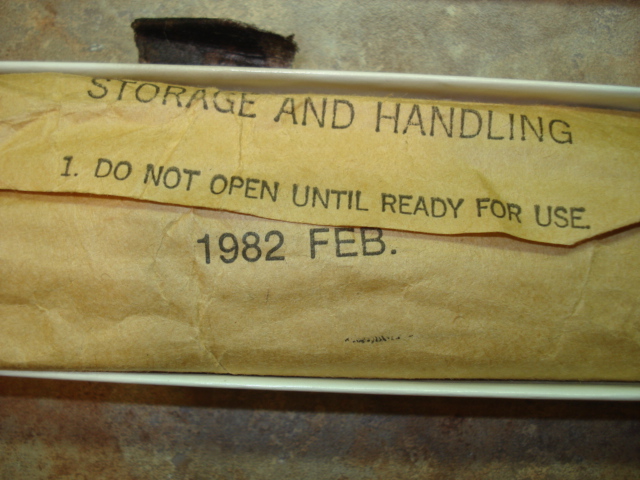 STORAGE AND HANDLING
1. DO NOT OPEN UNTIL READY FOR USE.
1982 FEB.